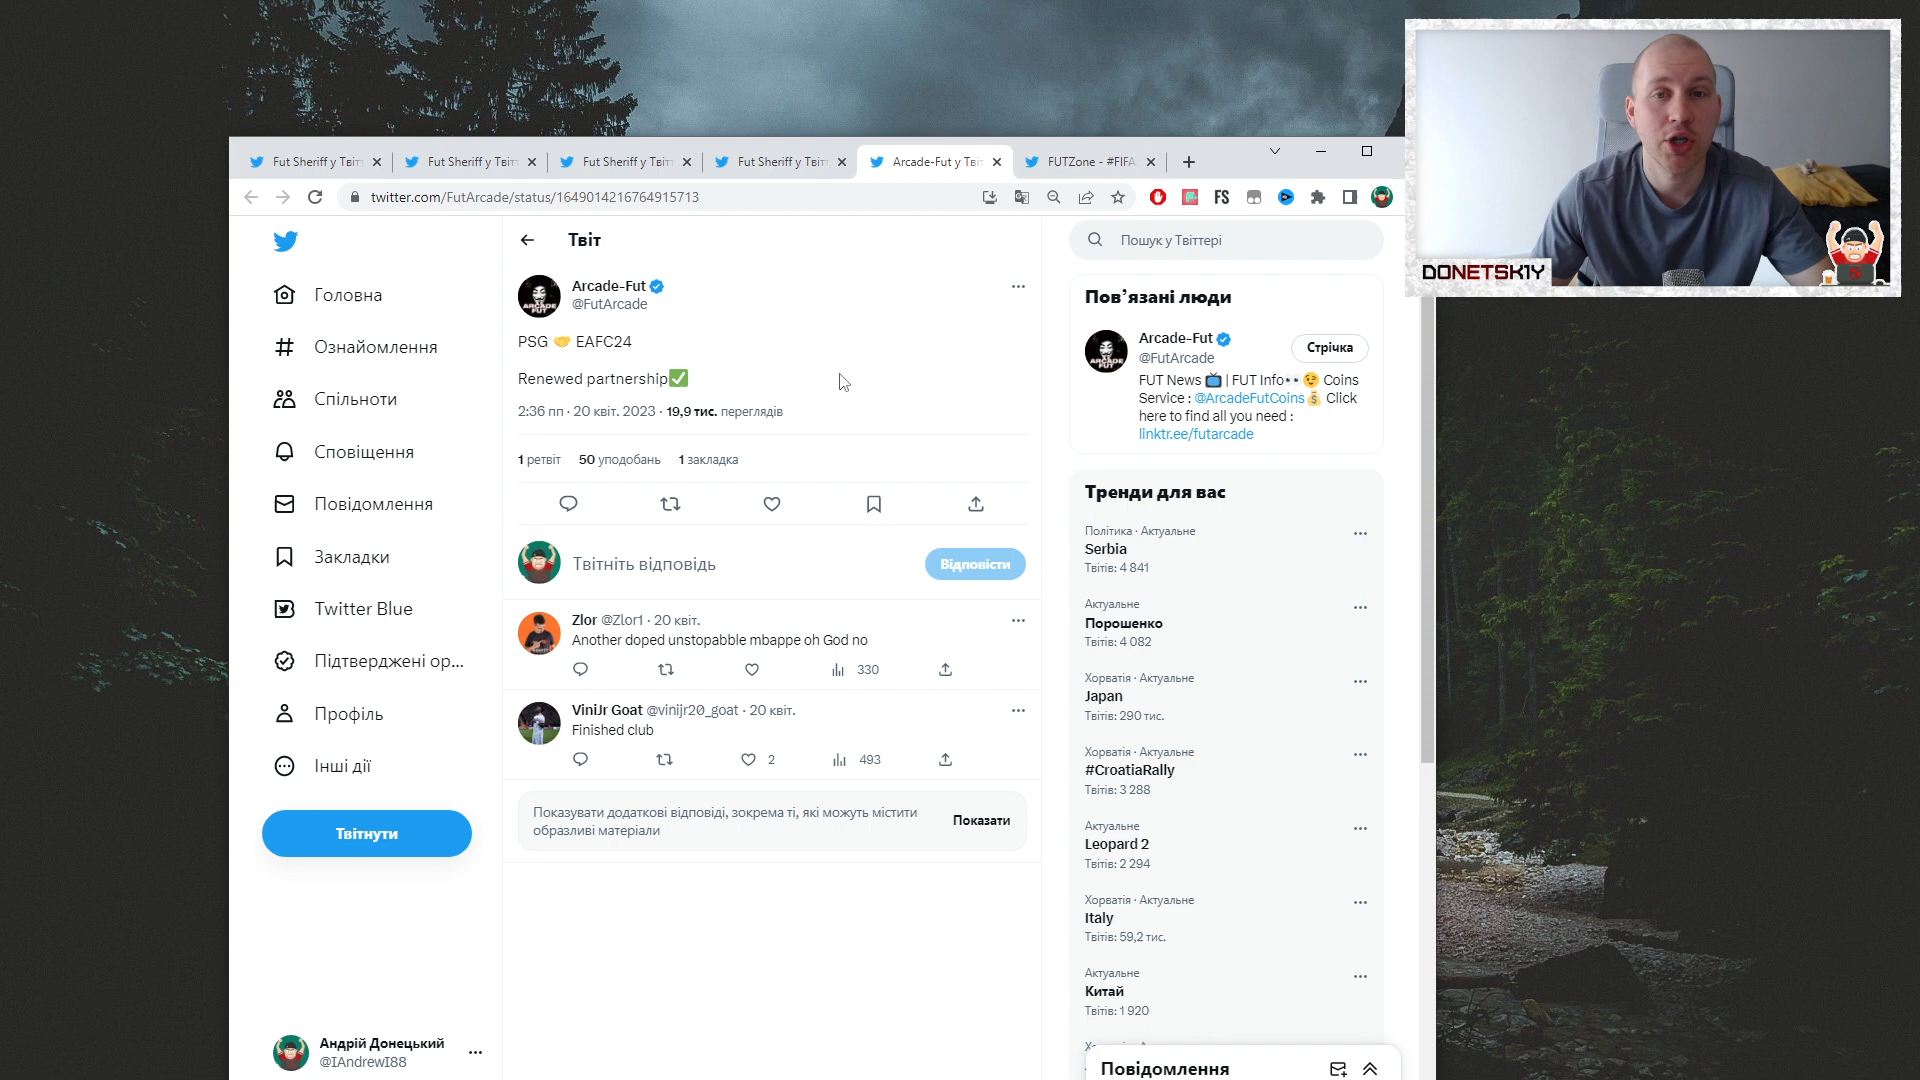 Fut Sheriff у Твіт
Fut Sheriff у Твіт
Fut Sheriff у Твіт
Fut Sheriff у Твіт
Arcade-Fut у Твіт
FUTZone - #FIFA
twitter.com/FutArcade/status/1649014216764915713
FS
DONETSK1Y
Головна
Ознайомлення
Спільноти
Сповіщення
Повідомлення
Закладки
Twitter Blue
Підтверджені ор...
Профіль
Інші дії
Твітнути
Андрій Донецький
@IAndrewI88
Твіт
Arcade-Fut
@FutArcade
PSG 🤝 EAFC24
Renewed partnership✅
2:36 пп · 20 квіт. 2023 · 19,9 тис. переглядів
1 ретвіт 50 уподобань 1 закладка
Твітніть відповідь
Відповісти
Zlor @Zlor1 · 20 квіт.
Another doped unstopabble mbappe oh God no
330
ViniJr Goat @vinijr20_goat · 20 квіт.
Finished club
2 493
Показувати додаткові відповіді, зокрема ті, які можуть містити
образливі матеріали
Показати
Пошук у Твіттері
Пов’язані люди
Arcade-Fut
@FutArcade
Стрічка
FUT News 📺 | FUT Info👀😉 Coins
Service : @ArcadeFutCoins💰 Click
here to find all you need :
linktr.ee/futarcade
Тренди для вас
Політика · Актуальне
Serbia
Твітів: 4 841
Актуальне
Порошенко
Твітів: 4 082
Хорватія · Актуальне
Japan
Твітів: 290 тис.
Хорватія · Актуальне
#CroatiaRally
Твітів: 3 288
Актуальне
Leopard 2
Твітів: 2 294
Хорватія · Актуальне
Italy
Твітів: 59,2 тис.
Актуальне
Китай
Твітів: 1 920
Повідомлення